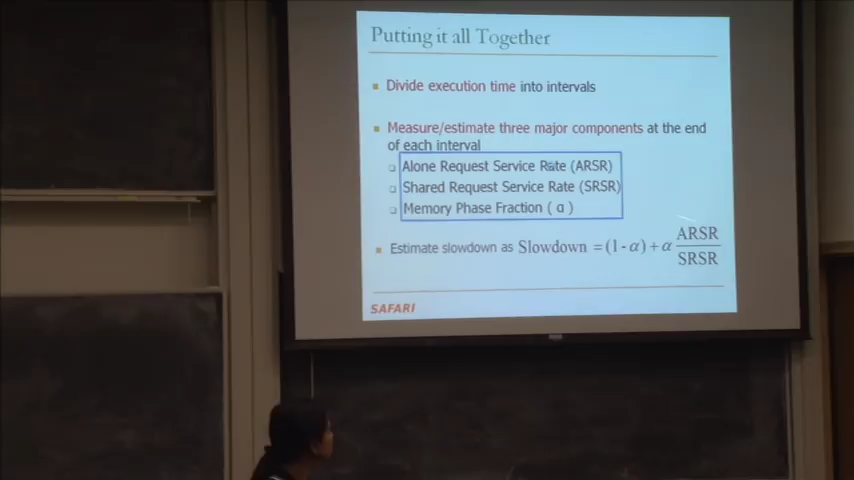 Putting it all Together
Divide execution time into intervals
Measure/estimate three major components at the end
of each interval
Alone Request Service Rate (ARSR)
Shared Request Service Rate (SRSR)
Memory Phase Fraction ( α )
Estimate slowdown as Slowdown = (1 - α) + α ARSR / SRSR
SAFARI